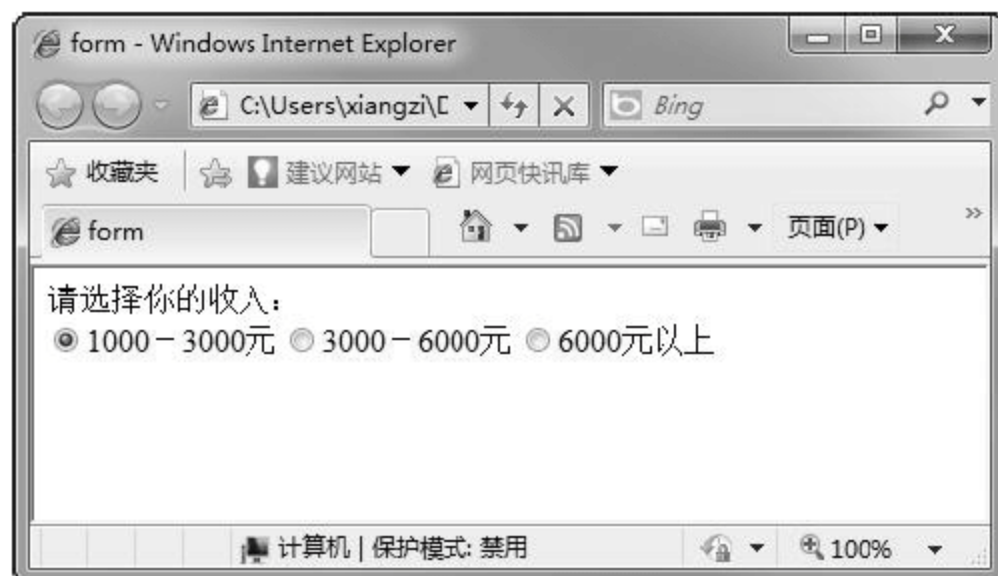 form - Windows Internet Explorer
C:\Users\xiangzi\D
Bing
收藏夹 建议网站 网页快讯库
form
页面(P)
>>
请选择你的收入：
1000－3000元 3000－6000元 6000元以上
计算机 | 保护模式: 禁用 100%